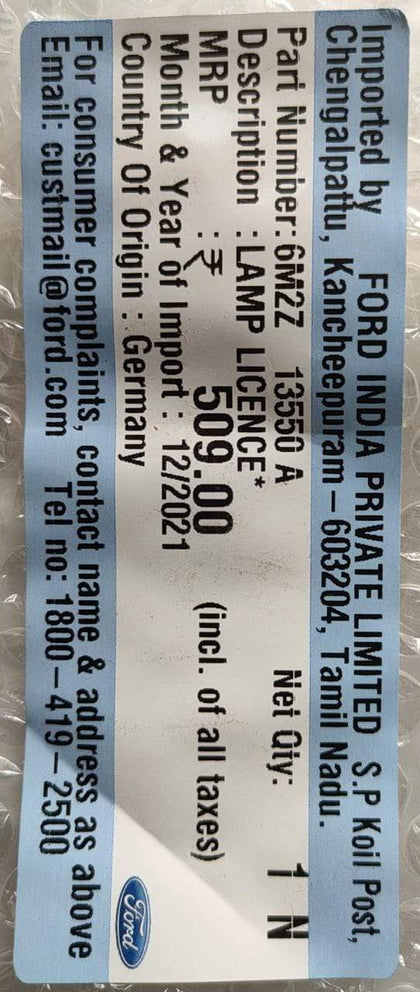 Imported by FORD INDIA PRIVATE LIMITED S.P Koil Post,
Chengalpattu, Kancheepuram – 603204, Tamil Nadu.
Part Number: 6M2Z 13550 A Net Qty: 1 N
Description : LAMP LICENCE*
MRP : ₹ 509.00 (incl. of all taxes)
Month & Year of Import : 12/2021
Country Of Origin : Germany
For consumer complaints, contact name & address as above
Email: custmail@ford.com Tel no: 1800–419–2500
Ford